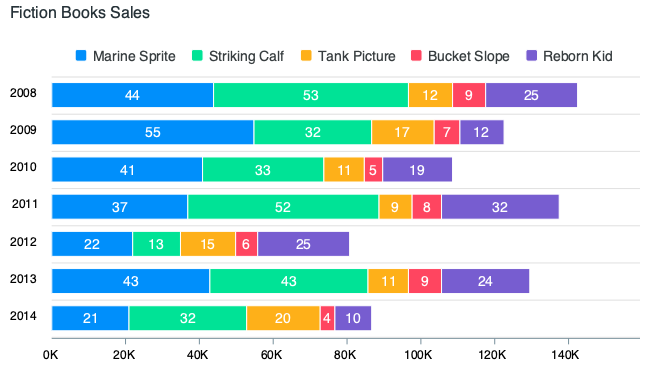 Fiction Books Sales
Marine Sprite Striking Calf Tank Picture Bucket Slope Reborn Kid
2008 44 53 12 9 25
2009 55 32 17 7 12
2010 41 33 11 5 19
2011 37 52 9 8 32
2012 22 13 15 6 25
2013 43 43 11 9 24
2014 21 32 20 4 10
0K 20K 40K 60K 80K 100K 120K 140K